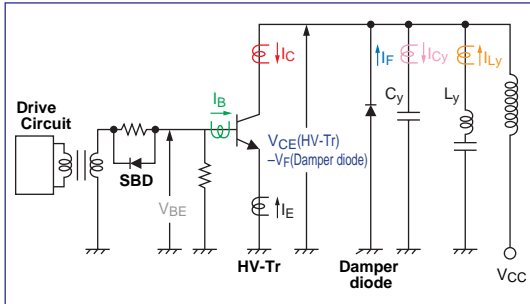 Drive
Circuit
SBD
V_BE
I_B
I_C
V_CE(HV-Tr)
–V_F(Damper diode)
I_E
HV-Tr
I_F
Damper
diode
I_Cy
C_y
I_Ly
L_y
V_CC